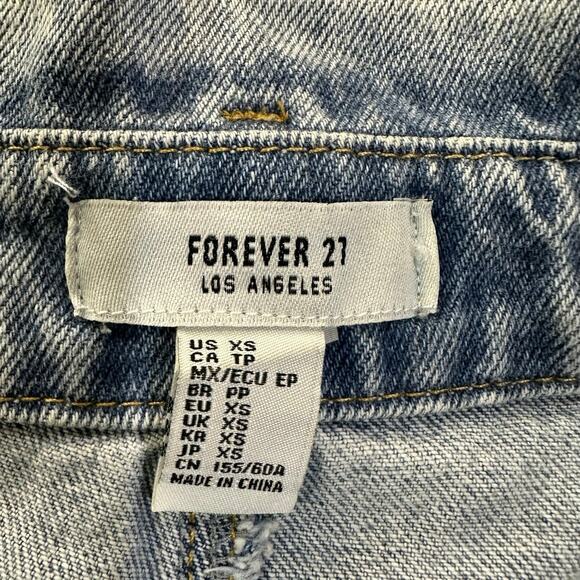 FOREVER 21
LOS ANGELES
US XS
CA TP
MX/ECU EP
BR PP
EU XS
UK XS
KR XS
JP XS
CN 155/60A
MADE IN CHINA